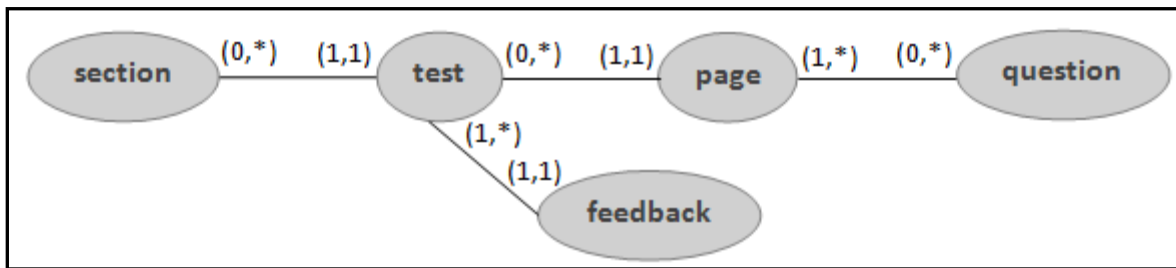 section (0,*) (1,1) test (0,*) (1,1) page (1,*) (0,*) question
(1,*)
(1,1)
feedback